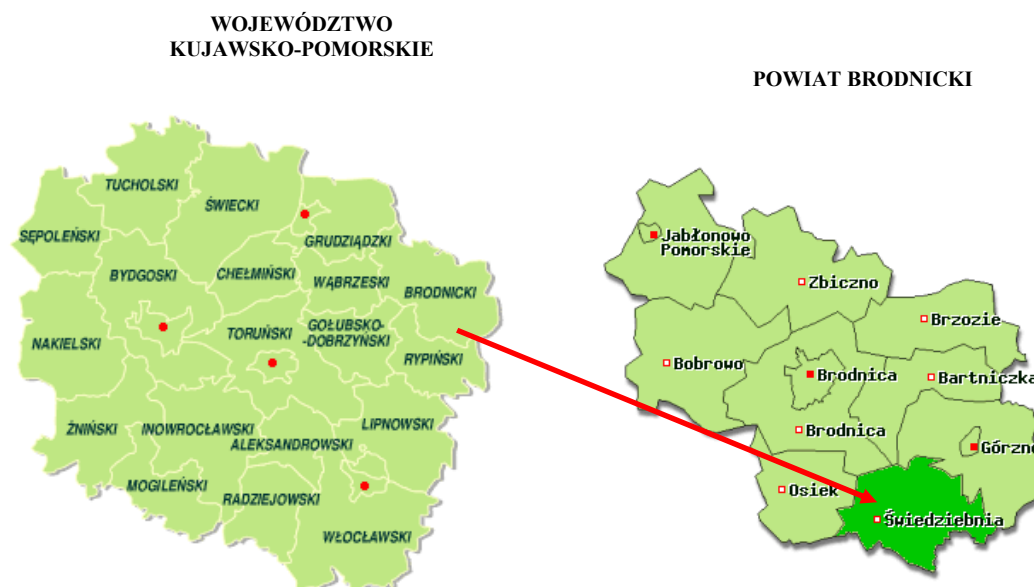 WOJEWÓDZTWO
KUJAWSKO-POMORSKIE
POWIAT BRODNICKI
TUCHOLSKI
ŚWIECKI
SĘPOLEŃSKI
GRUDZIĄDZKI
BYDGOSKI
CHEŁMIŃSKI
WĄBRZESKI
BRODNICKI
NAKIELSKI
TORUŃSKI
GOŁUBSKO-
-DOBRZYŃSKI
RYPIŃSKI
ŻNIŃSKI
INOWROCŁAWSKI
ALEKSANDROWSKI
LIPNOWSKI
MOGILEŃSKI
RADZIEJOWSKI
WŁOCŁAWSKI
Jabłonowo
Pomorskie
Zbiczno
Brzozie
Bobrowo
Brodnica
Bartniczka
Brodnica
Górzno
Osiek
Świedziebnia